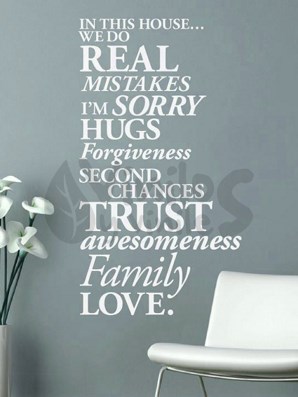 IN THIS HOUSE...
WE DO
REAL
MISTAKES
I'M SORRY
HUGS
Forgiveness
SECOND
CHANCES
TRUST
awesomeness
Family
LOVE.